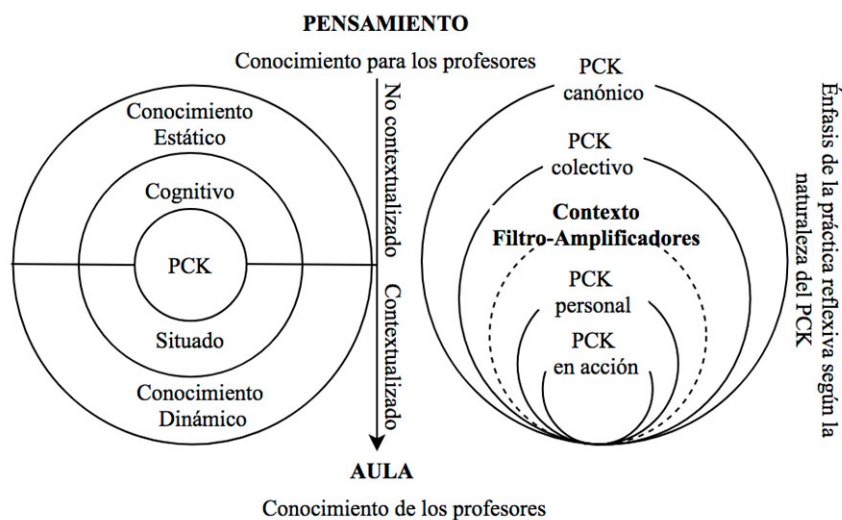 PENSAMIENTO
Conocimiento para los profesores
Conocimiento
Estático
Cognitivo
PCK
Situado
Conocimiento
Dinámico
No contextualizado
Contextualizado
PCK
canónico
PCK
colectivo
Contexto
Filtro-Amplificadores
PCK
personal
PCK
en acción
Énfasis de la práctica reflexiva según la
naturaleza del PCK
AULA
Conocimiento de los profesores